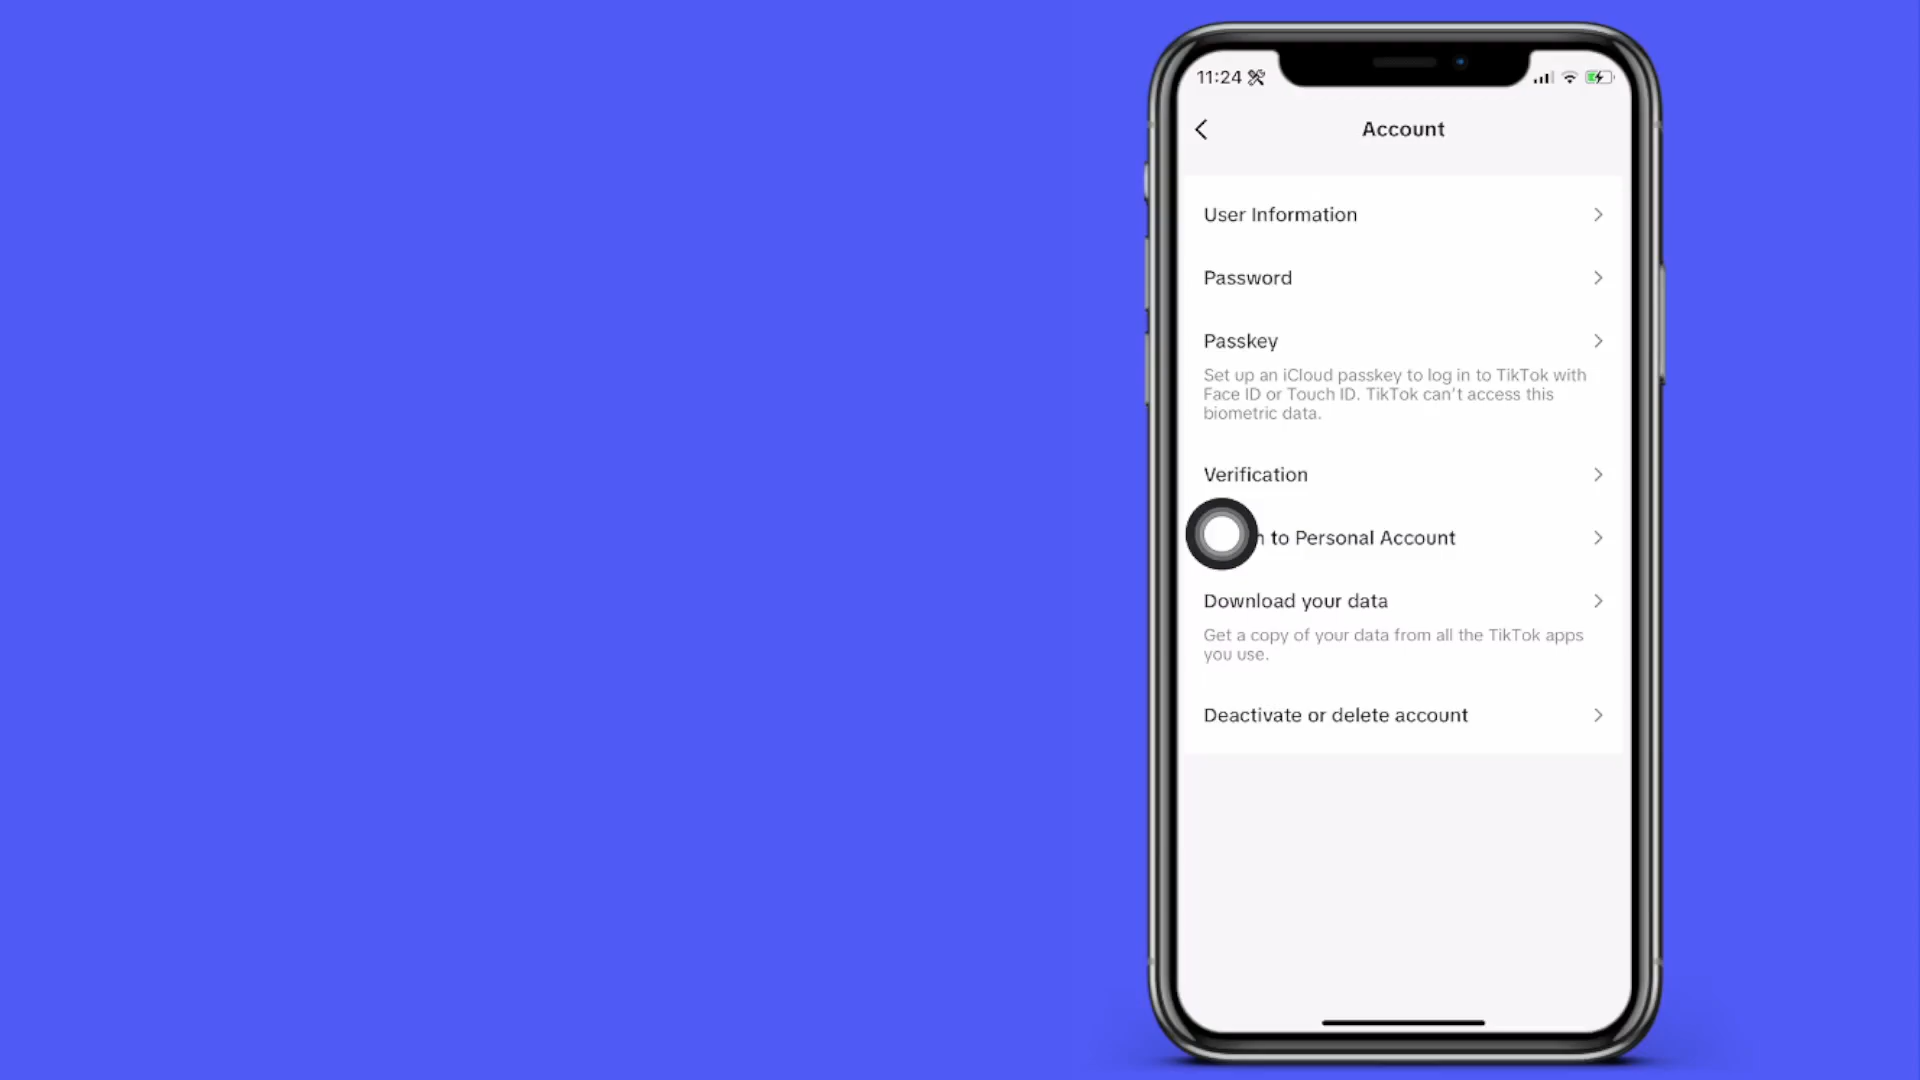 11:24
Account
User Information
Password
Passkey
Set up an iCloud passkey to log in to TikTok with
Face ID or Touch ID. TikTok can't access this
biometric data.
Verification
to Personal Account
Download your data
Get a copy of your data from all the TikTok apps
you use.
Deactivate or delete account